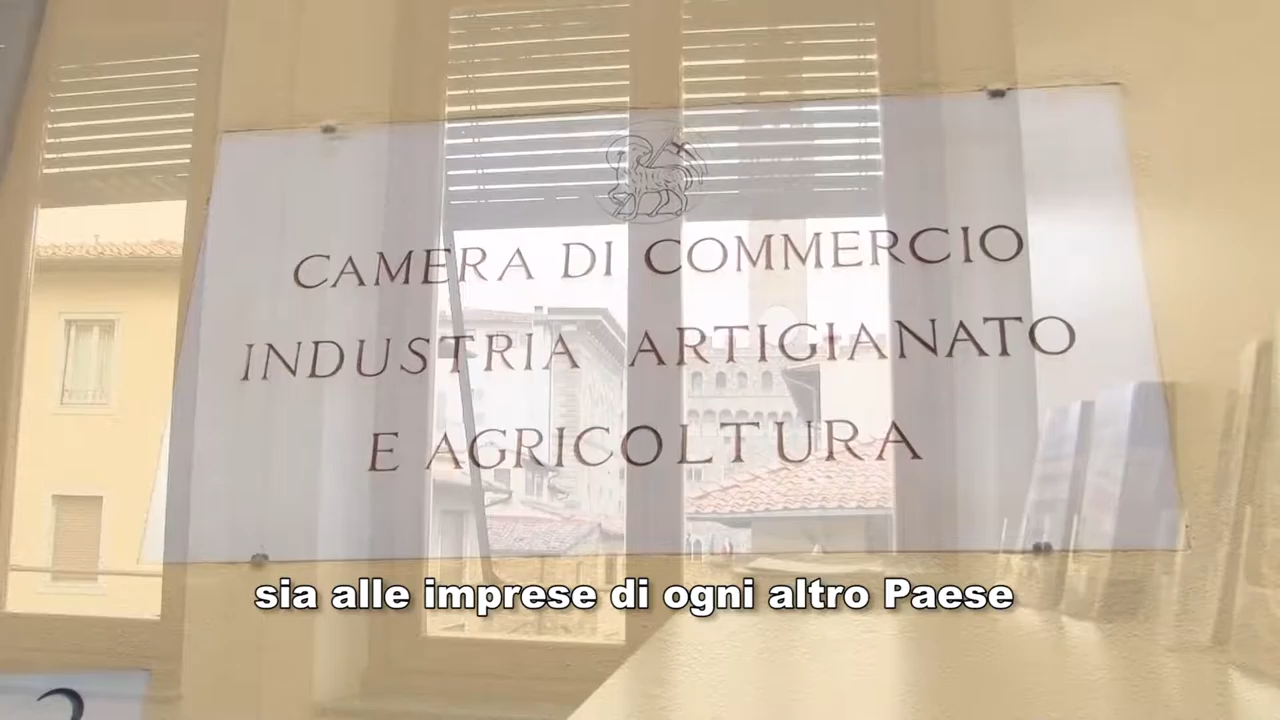 CAMERA DI COMMERCIO
INDUSTRIA ARTIGIANATO
E AGRICOLTURA
sia alle imprese di ogni altro Paese